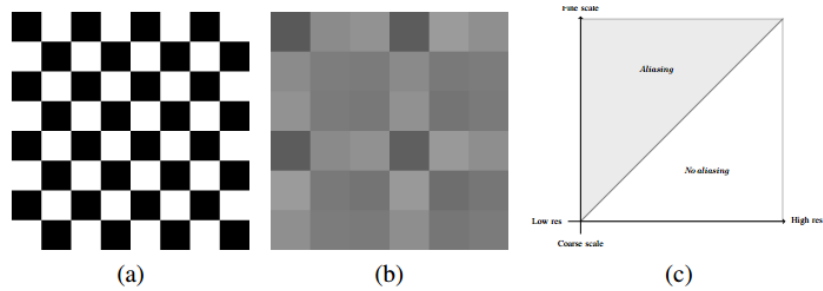 Fine scale
Aliasing
No aliasing
Low res
High res
Coarse scale
(a)
(b)
(c)